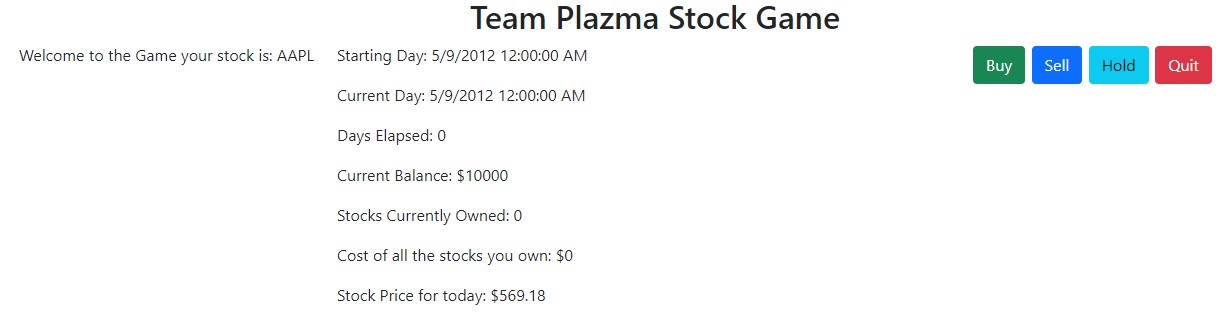 Team Plazma Stock Game
Welcome to the Game your stock is: AAPL
Starting Day: 5/9/2012 12:00:00 AM
Current Day: 5/9/2012 12:00:00 AM
Days Elapsed: 0
Current Balance: $10000
Stocks Currently Owned: 0
Cost of all the stocks you own: $0
Stock Price for today: $569.18
Buy
Sell
Hold
Quit